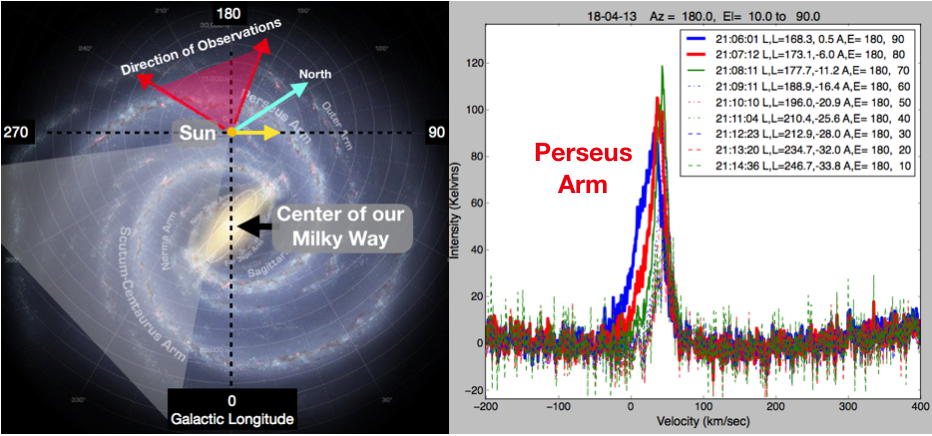 180
Direction of Observations
North
Perseus Arm
Outer Arm
270
Sun
90
Center of our
Milky Way
Norma Arm
Scutum-Centaurus Arm
Sagittar
0
Galactic Longitude
18-04-13 Az = 180.0, El= 10.0 to 90.0
21:06:01 L,L=168.3, 0.5 A,E= 180, 90
21:07:12 L,L=173.1,-6.0 A,E= 180, 80
21:08:11 L,L=177.7,-11.2 A,E= 180, 70
21:09:11 L,L=188.9,-16.4 A,E= 180, 60
21:10:10 L,L=196.0,-20.9 A,E= 180, 50
21:11:04 L,L=210.4,-25.6 A,E= 180, 40
21:12:23 L,L=212.9,-28.0 A,E= 180, 30
21:13:20 L,L=234.7,-32.0 A,E= 180, 20
21:14:36 L,L=246.7,-33.8 A,E= 180, 10
Perseus
Arm
Intensity (Kelvins)
120
100
80
60
40
20
0
−20
−200
−100
0
100
200
300
400
Velocity (km/sec)